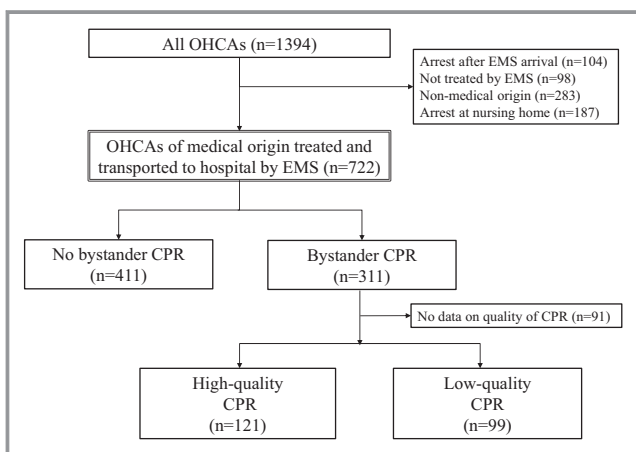 All OHCAs (n=1394)
Arrest after EMS arrival (n=104)
Not treated by EMS (n=98)
Non-medical origin (n=283)
Arrest at nursing home (n=187)
OHCAs of medical origin treated and
transported to hospital by EMS (n=722)
No bystander CPR
(n=411)
Bystander CPR
(n=311)
No data on quality of CPR (n=91)
High-quality
CPR
(n=121)
Low-quality
CPR
(n=99)